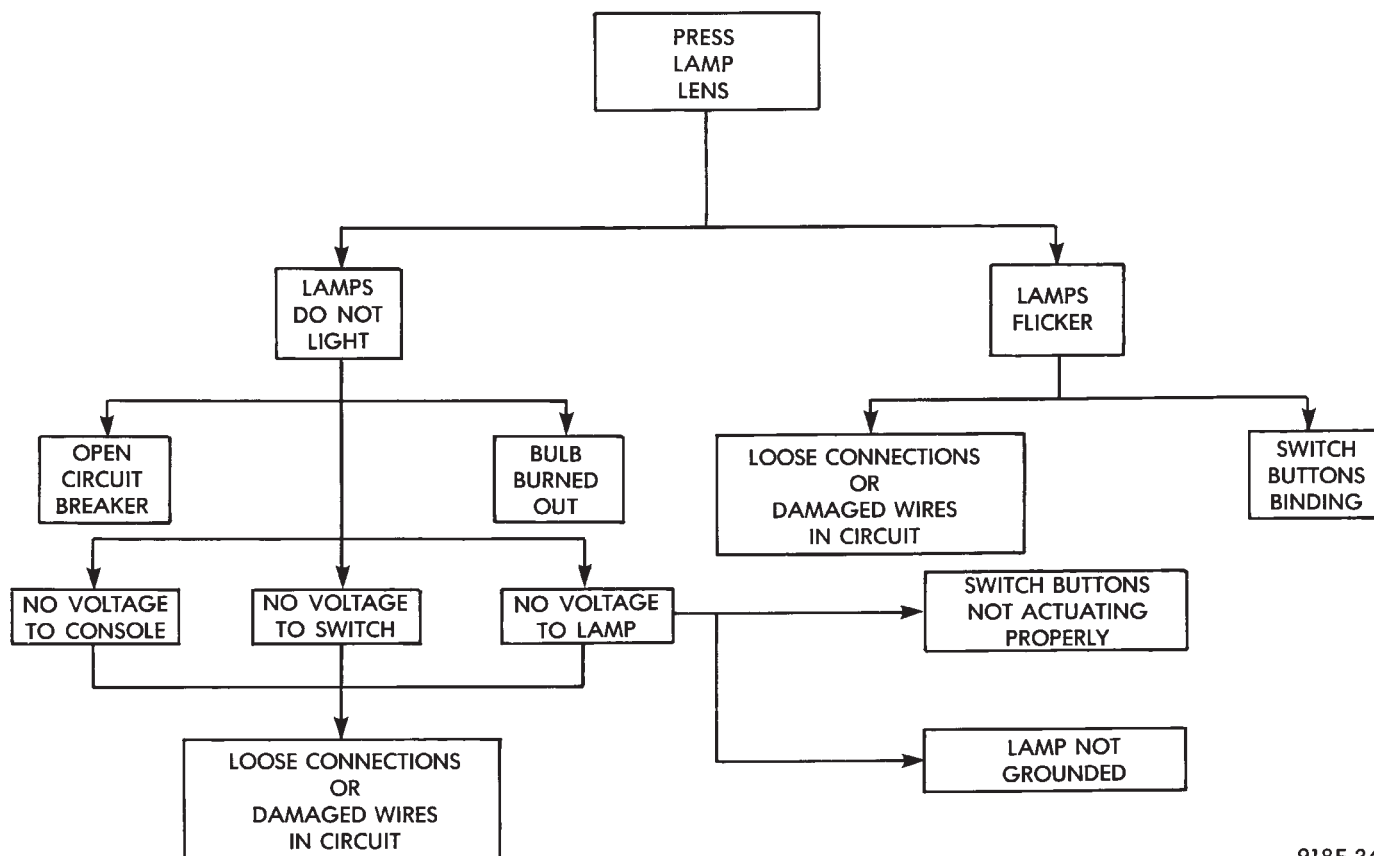 PRESS
LAMP
LENS
LAMPS
DO NOT
LIGHT
LAMPS
FLICKER
OPEN
CIRCUIT
BREAKER
BULB
BURNED
OUT
LOOSE CONNECTIONS
OR
DAMAGED WIRES
IN CIRCUIT
SWITCH
BUTTONS
BINDING
NO VOLTAGE
TO CONSOLE
NO VOLTAGE
TO SWITCH
NO VOLTAGE
TO LAMP
SWITCH BUTTONS
NOT ACTUATING
PROPERLY
LOOSE CONNECTIONS
OR
DAMAGED WIRES
IN CIRCUIT
LAMP NOT
GROUNDED